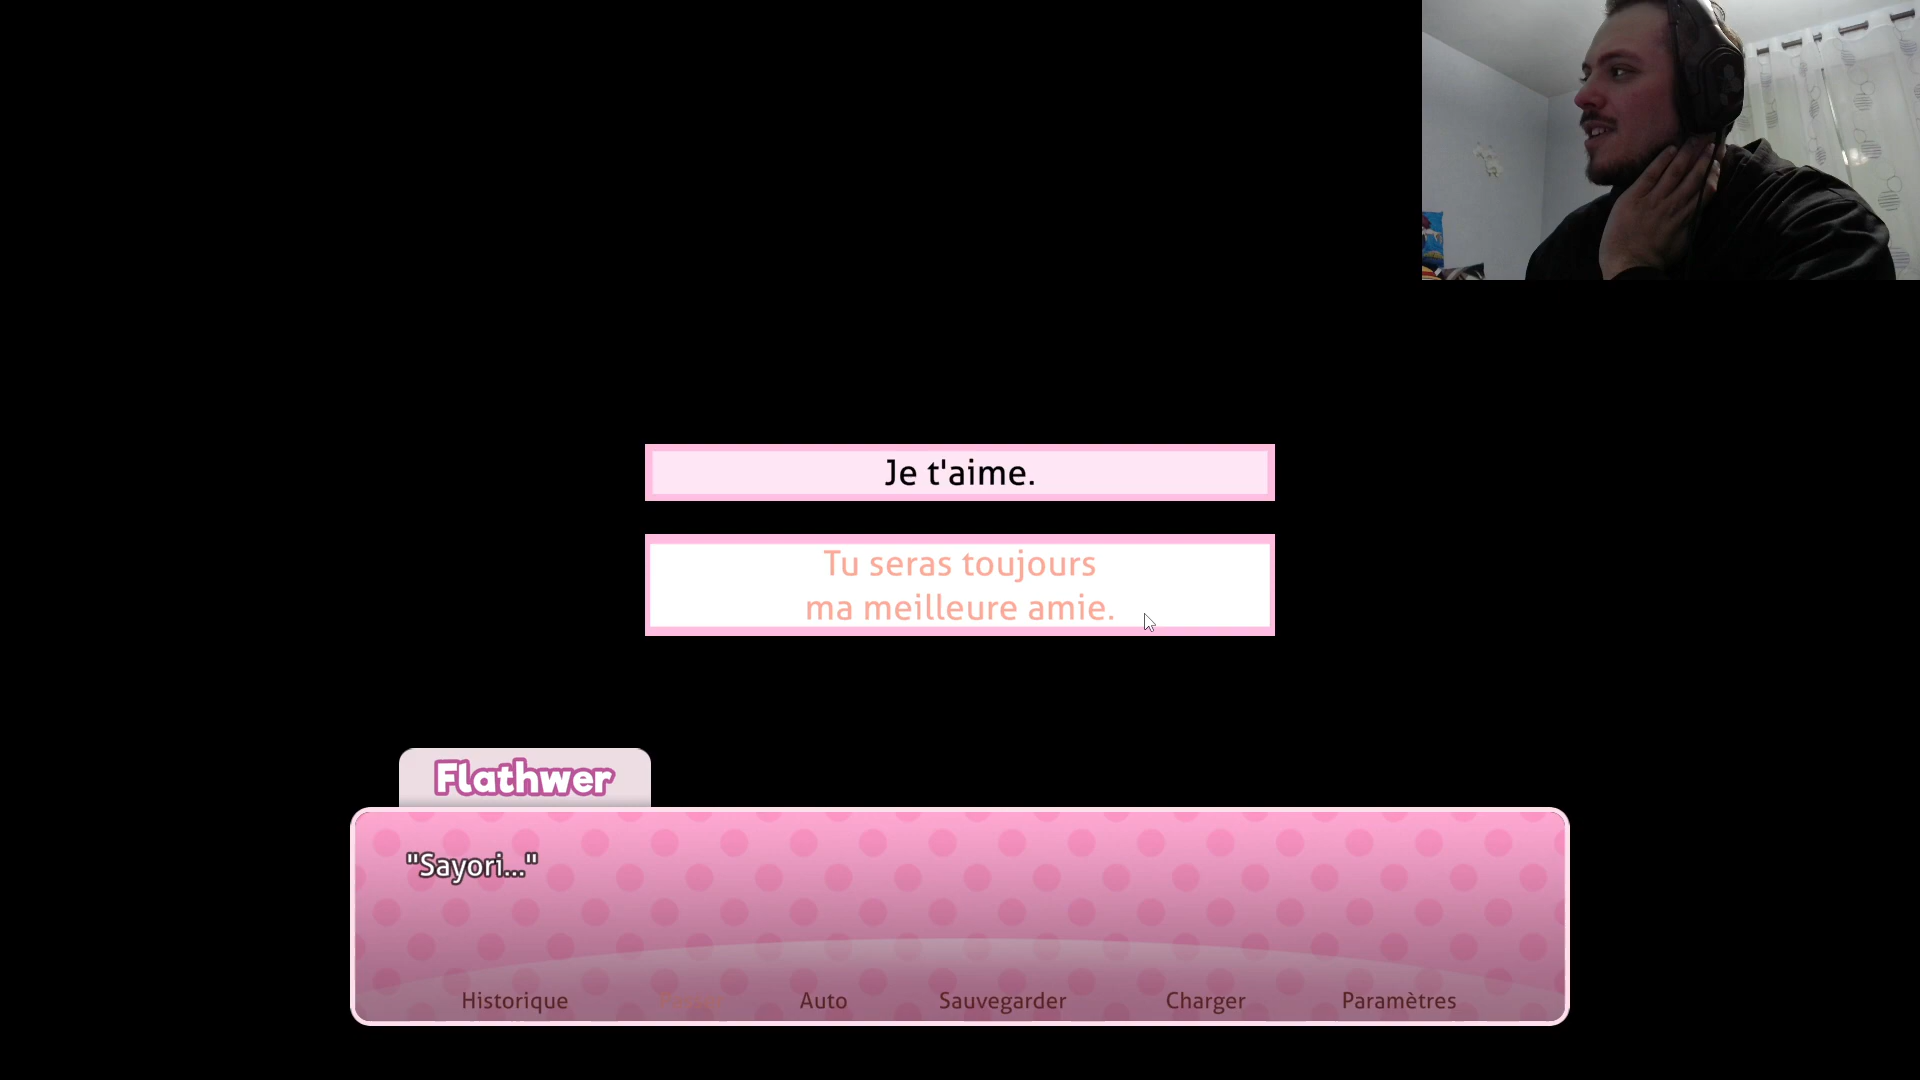 Je t'aime.
Tu seras toujours
ma meilleure amie.
Flathwer
"Sayori..."
Historique Auto Sauvegarder Charger Paramètres